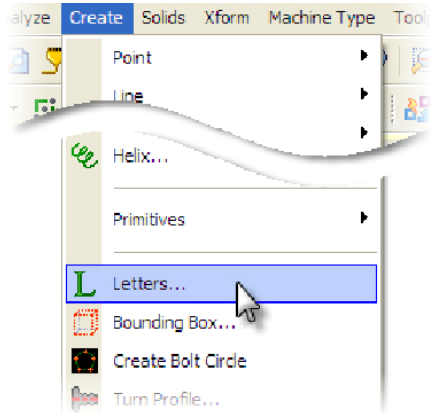 alyze Create Solids Xform Machine Type Tool
Point
Line
Helix...
Primitives
Letters...
Bounding Box...
Create Bolt Circle
Turn Profile...